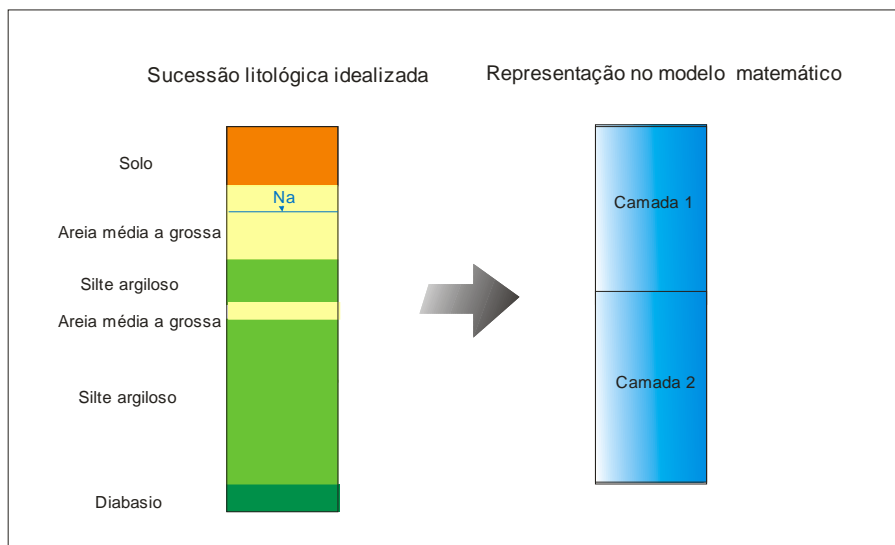 Sucessão litológica idealizada
Representação no modelo matemático
Solo
Na
Areia média a grossa
Silte argiloso
Areia média a grossa
Silte argiloso
Diabasio
Camada 1
Camada 2